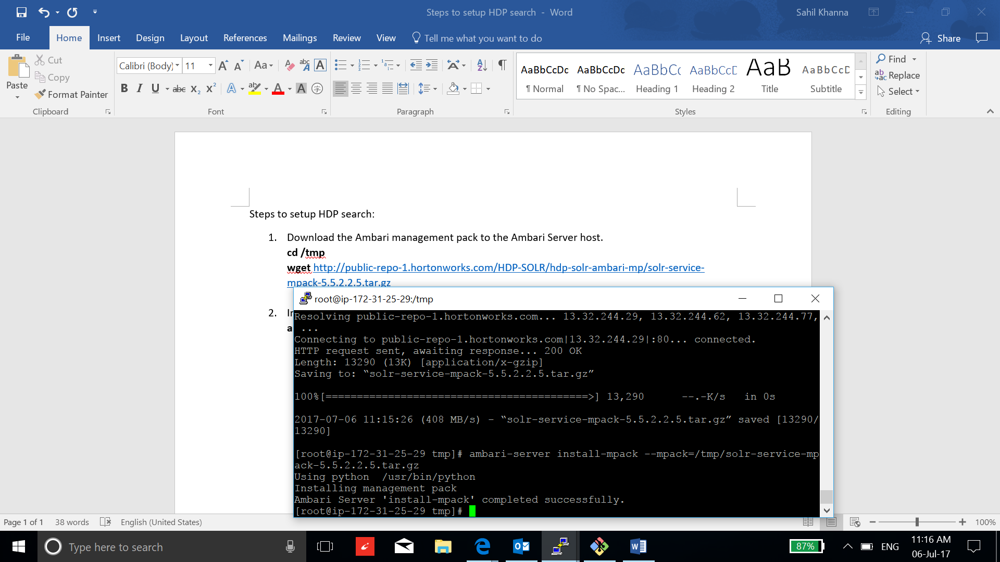 Steps to setup HDP search - Word
Sahil Khanna
File Home Insert Design Layout References Mailings Review View Tell me what you want to do Share
Paste
Cut
Copy
Format Painter
Clipboard
Calibri (Body) 11
Font
Paragraph
AaBbCcDc AaBbCcDc AaBbCc AaBbCcD AaB AaBbCcD
¶ Normal ¶ No Spac... Heading 1 Heading 2 Title Subtitle
Styles
Find
Replace
Select
Editing
Steps to setup HDP search:
1. Download the Ambari management pack to the Ambari Server host.
cd /tmp
wget http://public-repo-1.hortonworks.com/HDP-SOLR/hdp-solr-ambari-mp/solr-service-
mpack-5.5.2.2.5.tar.gz
2.
root@ip-172-31-25-29:/tmp
Resolving public-repo-1.hortonworks.com... 13.32.244.29, 13.32.244.62, 13.32.244.77,
...
Connecting to public-repo-1.hortonworks.com|13.32.244.29|:80... connected.
HTTP request sent, awaiting response... 200 OK
Length: 13290 (13K) [application/x-gzip]
Saving to: “solr-service-mpack-5.5.2.2.5.tar.gz”
100%[==========================================>] 13,290 --.-K/s in 0s
2017-07-06 11:15:26 (408 MB/s) - “solr-service-mpack-5.5.2.2.5.tar.gz” saved [13290/
13290]
[root@ip-172-31-25-29 tmp]# ambari-server install-mpack --mpack=/tmp/solr-service-mp
ack-5.5.2.2.5.tar.gz
Using python /usr/bin/python
Installing management pack
Ambari Server 'install-mpack' completed successfully.
[root@ip-172-31-25-29 tmp]#
Page 1 of 1 38 words English (United States) 100%
Type here to search
87%
ENG
11:16 AM
06-Jul-17